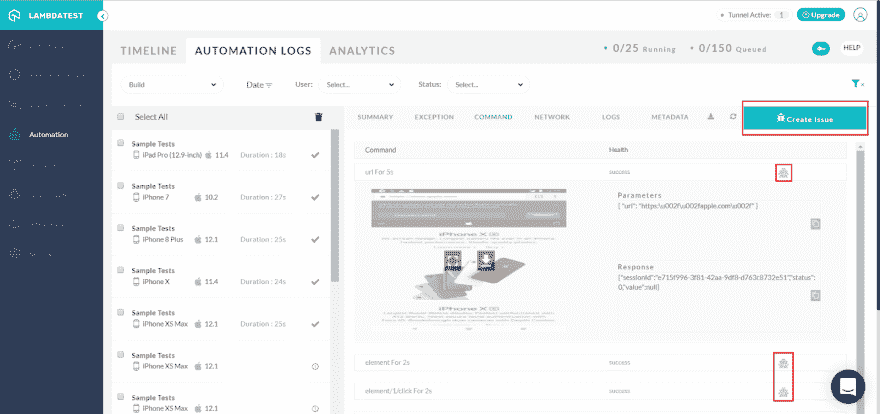 LAMBDATEST
Tunnel Active: 1
Upgrade
TIMELINE AUTOMATION LOGS ANALYTICS
0/25 Running 0/150 Queued
HELP
Build Date User: Select... Status: Select...
Select All
SUMMARY EXCEPTION COMMAND NETWORK LOGS METADATA
Create Issue
Automation
Sample Tests
iPad Pro (12.9-inch) 11.4 Duration : 18s
Sample Tests
iPhone 7 10.2 Duration : 27s
Sample Tests
iPhone 8 Plus 12.1 Duration : 25s
Sample Tests
iPhone X 11.4 Duration : 24s
Sample Tests
iPhone XS Max 12.1 Duration : 25s
Sample Tests
iPhone XS Max 12.1
Sample Tests
iPhone XS Max 12.1
Command Health
url For 5s success
iPhone XS
Parameters
{ "url": "https:\u002f\u002fapple.com\u002f" }
Response
{"sessionId":"e715f996-3f81-42aa-9df8-d763c8732e51","status":
0,"value":null}
element For 2s success
element/1/click For 2s success